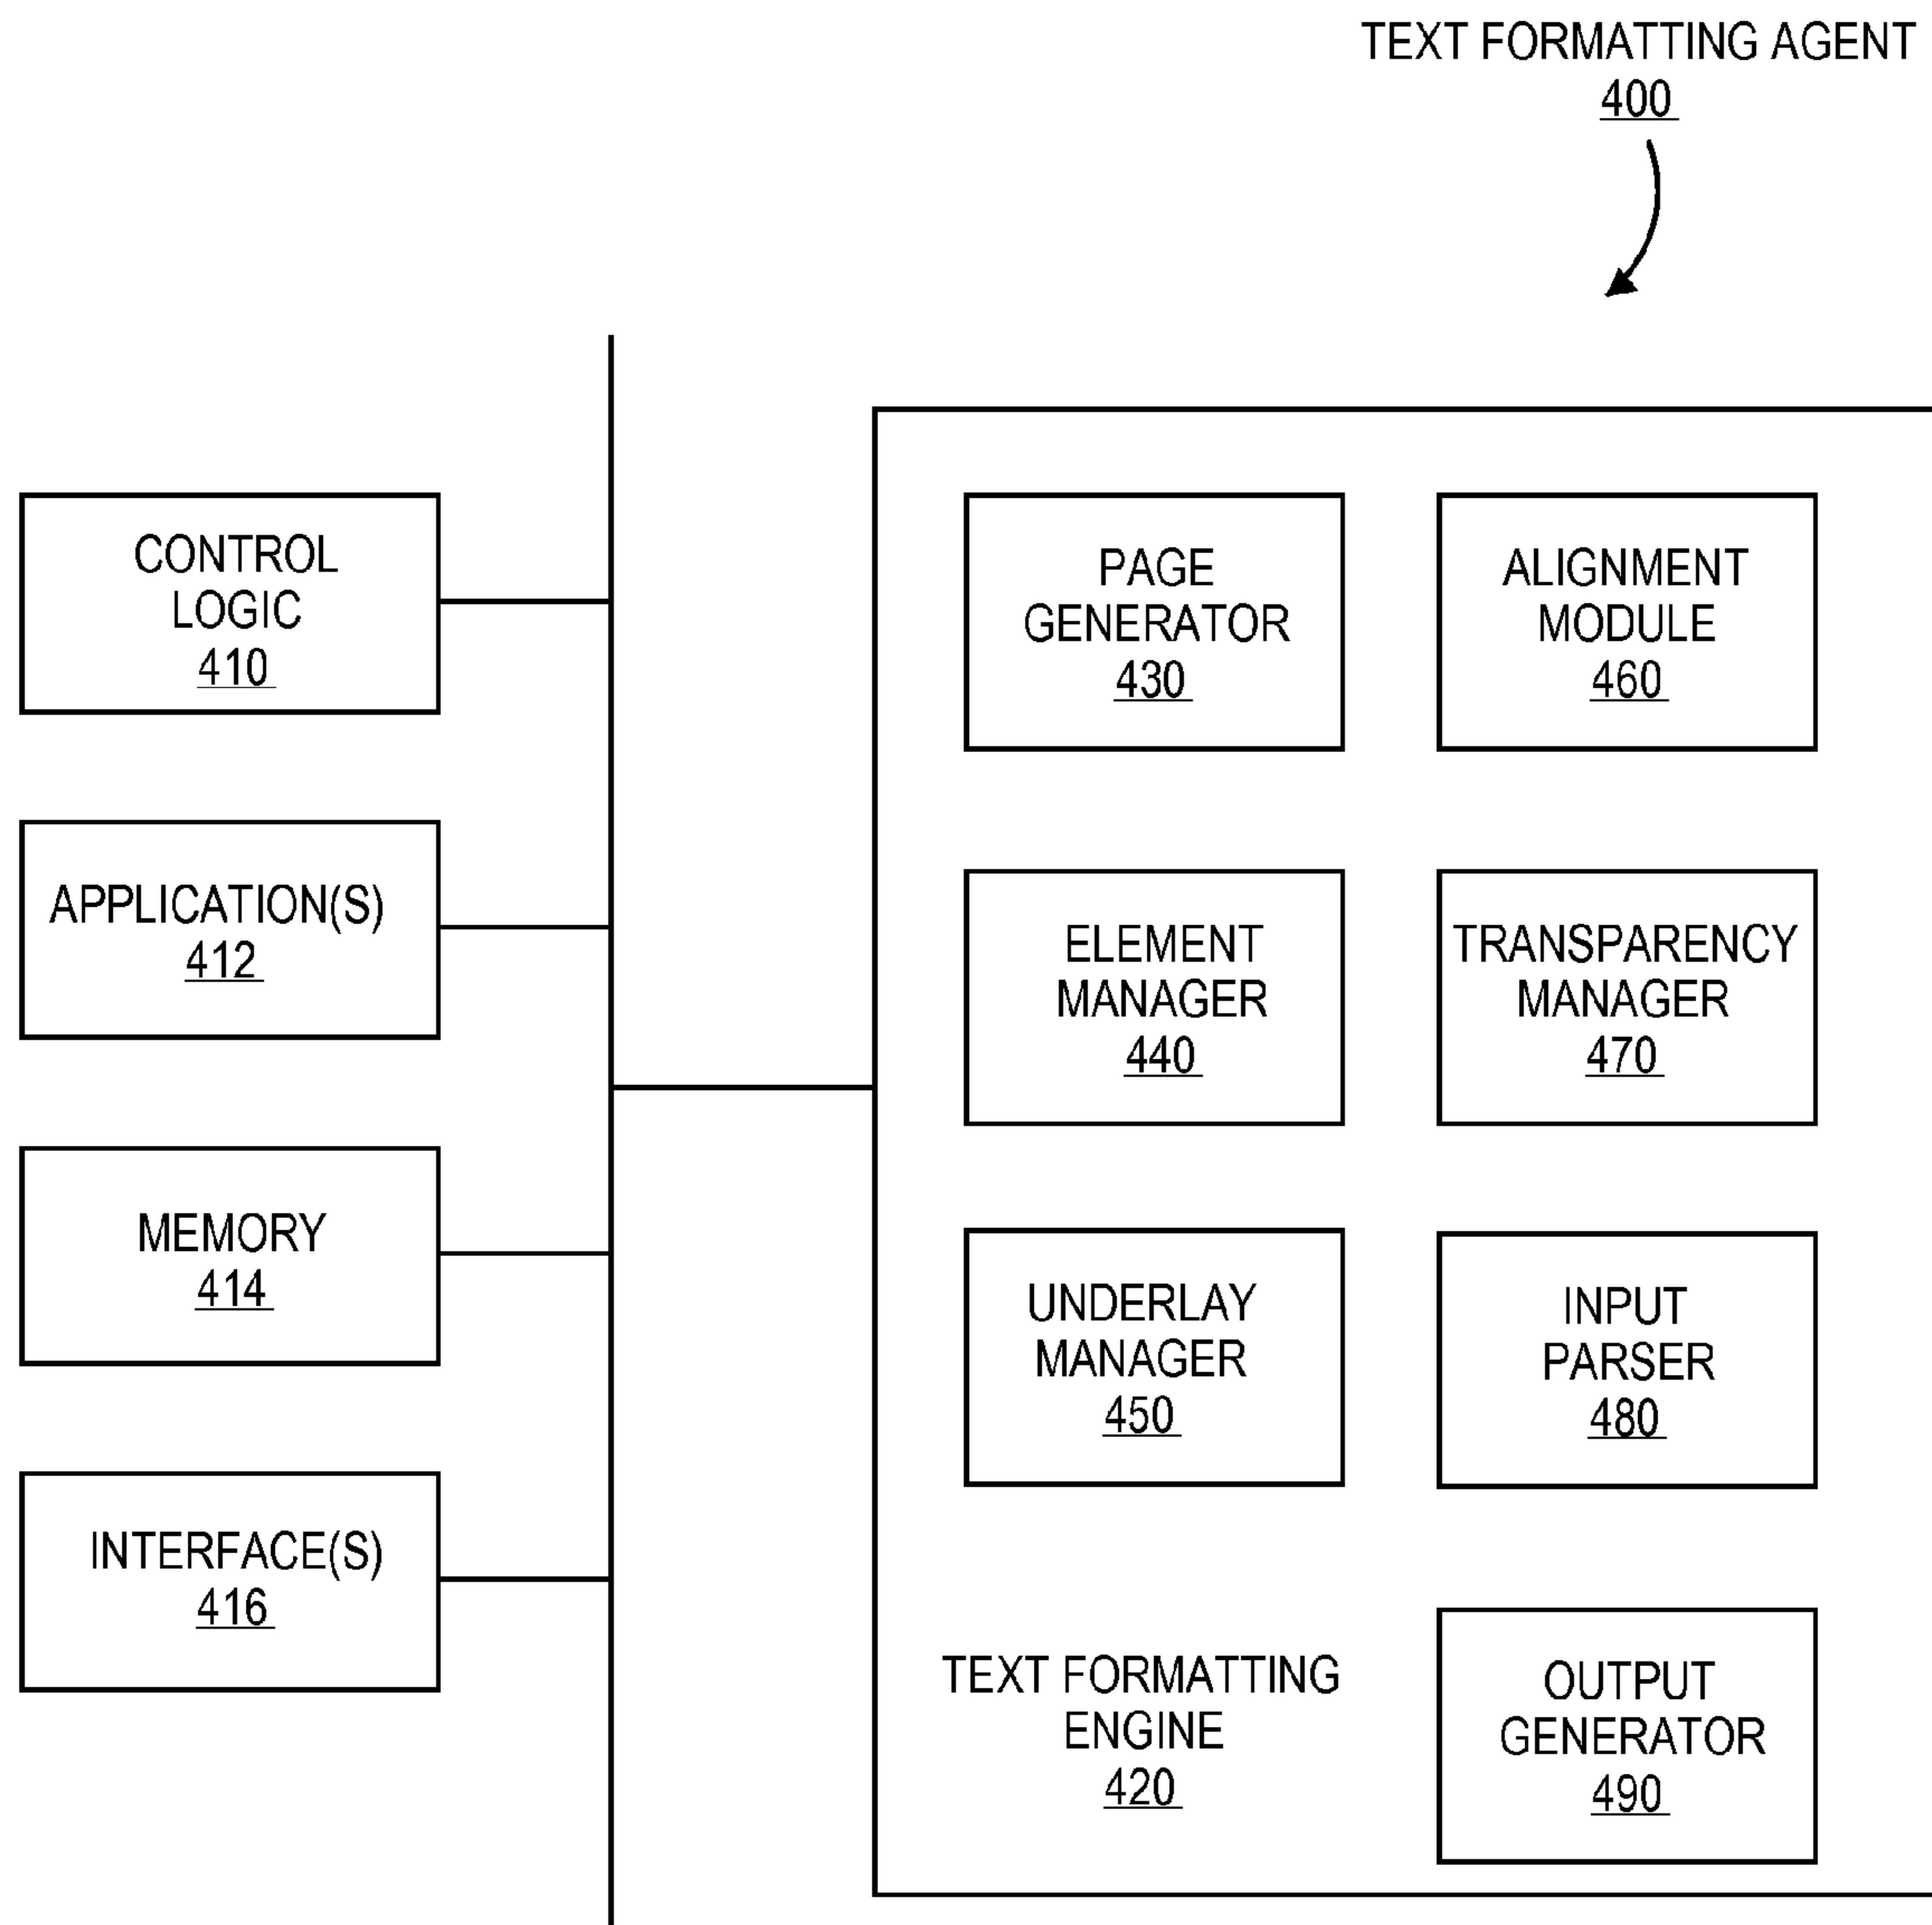 TEXT FORMATTING AGENT
400
CONTROL
LOGIC
410
APPLICATION(S)
412
MEMORY
414
INTERFACE(S)
416
PAGE
GENERATOR
430
ALIGNMENT
MODULE
460
ELEMENT
MANAGER
440
TRANSPARENCY
MANAGER
470
UNDERLAY
MANAGER
450
INPUT
PARSER
480
TEXT FORMATTING
ENGINE
420
OUTPUT
GENERATOR
490